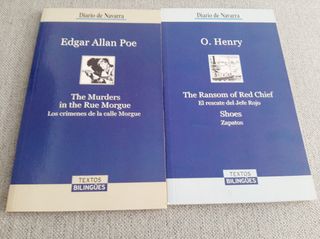 Diario de Navarra
Edgar Allan Poe
The Murders
in the Rue Morgue
Los crímenes de la calle Morgue
TEXTOS
BILINGÜES
Diario de Navarra
O. Henry
The Ransom of Red Chief
El rescate del Jefe Rojo
Shoes
Zapatos
TEXTOS
BILINGÜES